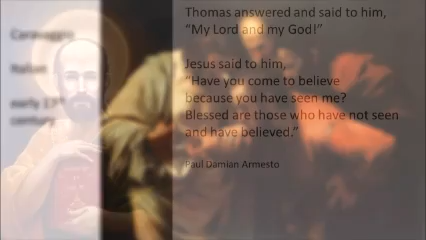 Caravaggio
Italian
early 17th
century
Thomas answered and said to him,
“My Lord and my God!”
Jesus said to him,
“Have you come to believe
because you have seen me?
Blessed are those who have not seen
and have believed.”
Paul Damian Armesto